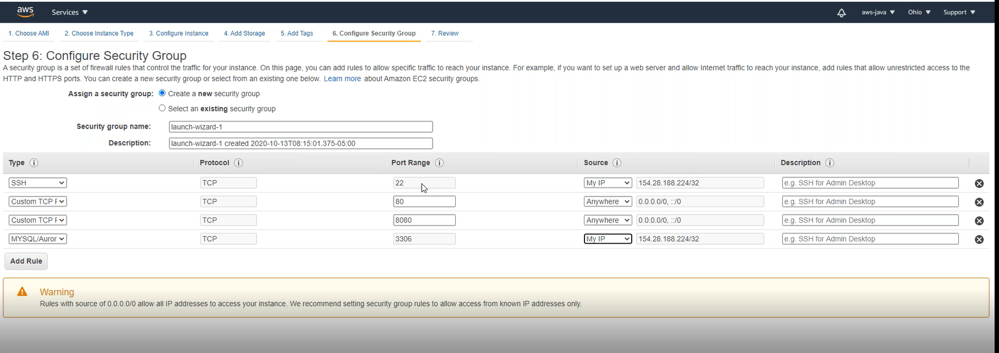 aws Services aws-java Ohio Support
1. Choose AMI 2. Choose Instance Type 3. Configure Instance 4. Add Storage 5. Add Tags 6. Configure Security Group 7. Review
Step 6: Configure Security Group
A security group is a set of firewall rules that control the traffic for your instance. On this page, you can add rules to allow specific traffic to reach your instance. For example, if you want to set up a web server and allow Internet traffic to reach your instance, add rules that allow unrestricted access to the
HTTP and HTTPS ports. You can create a new security group or select from an existing one below. Learn more about Amazon EC2 security groups.
Assign a security group: Create a new security group
Select an existing security group
Security group name: launch-wizard-1
Description: launch-wizard-1 created 2020-10-13T08:15:01.375-05:00
Type i Protocol i Port Range i Source i Description i
SSH TCP 22 My IP 154.28.188.224/32 e.g. SSH for Admin Desktop
Custom TCP F TCP 80 Anywhere 0.0.0.0/0, ::/0 e.g. SSH for Admin Desktop
Custom TCP F TCP 8080 Anywhere 0.0.0.0/0, ::/0 e.g. SSH for Admin Desktop
MYSQL/Auror TCP 3306 My IP 154.28.188.224/32 e.g. SSH for Admin Desktop
Add Rule
Warning
Rules with source of 0.0.0.0/0 allow all IP addresses to access your instance. We recommend setting security group rules to allow access from known IP addresses only.